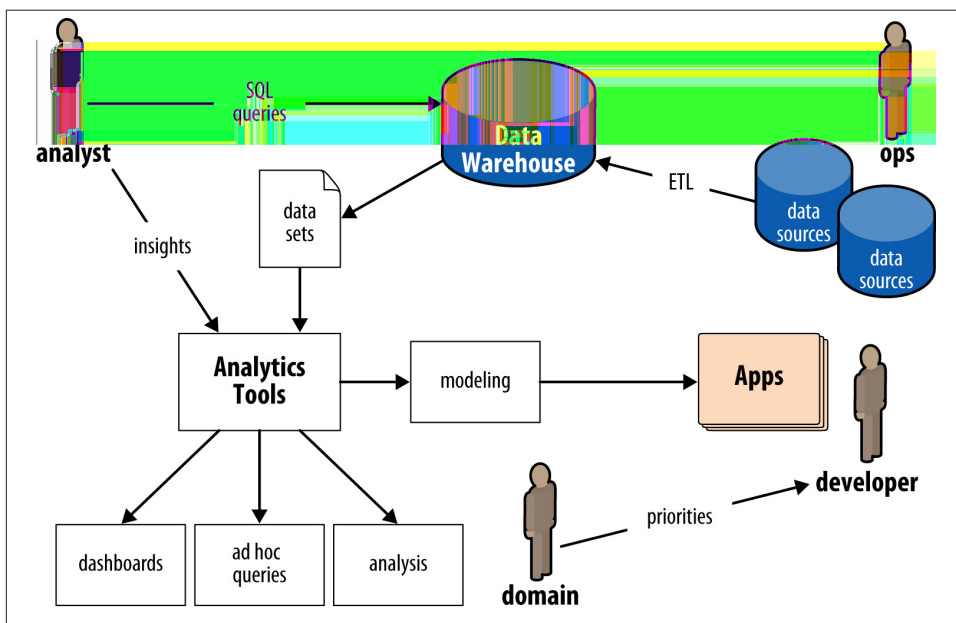 SQL
queries
analyst
Data
Warehouse
ops
ETL
data
sources
data
sources
data
sets
insights
Analytics
Tools
modeling
Apps
developer
priorities
domain
dashboards
ad hoc
queries
analysis